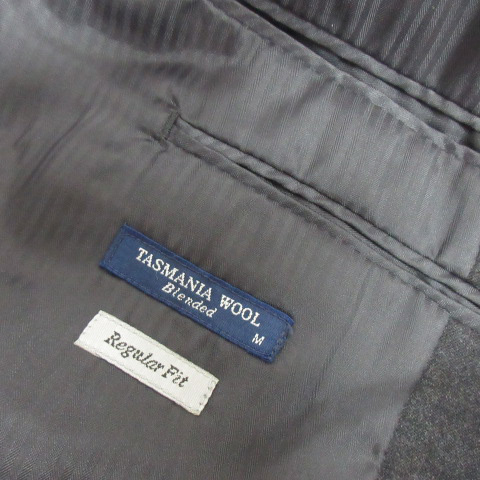 TASMANIA WOOL
Blended
M
Regular Fit